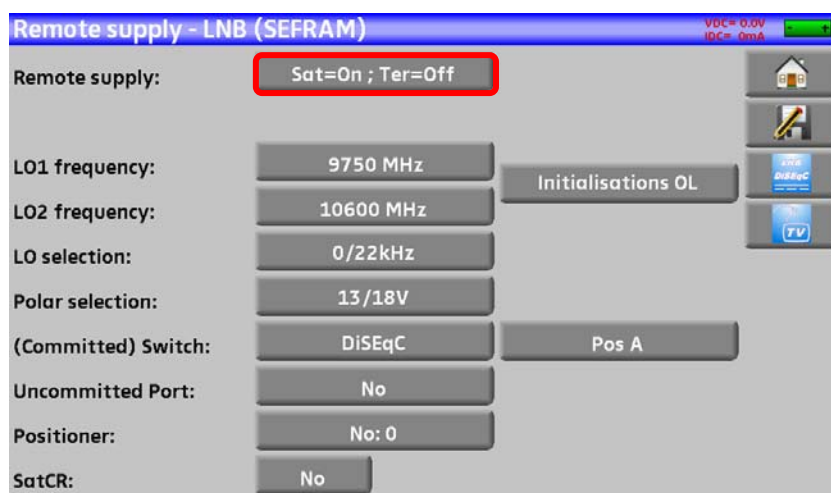 Remote supply - LNB (SEFRAM)
VDC= 0.0V
IDC= 0mA
- +
Remote supply: Sat=On ; Ter=Off
LO1 frequency: 9750 MHz
Initialisations OL
LNB
DiSEqC
LO2 frequency: 10600 MHz
TV
LO selection: 0/22kHz
Polar selection: 13/18V
(Committed) Switch: DiSEqC Pos A
Uncommitted Port: No
Positioner: No: 0
SatCR: No